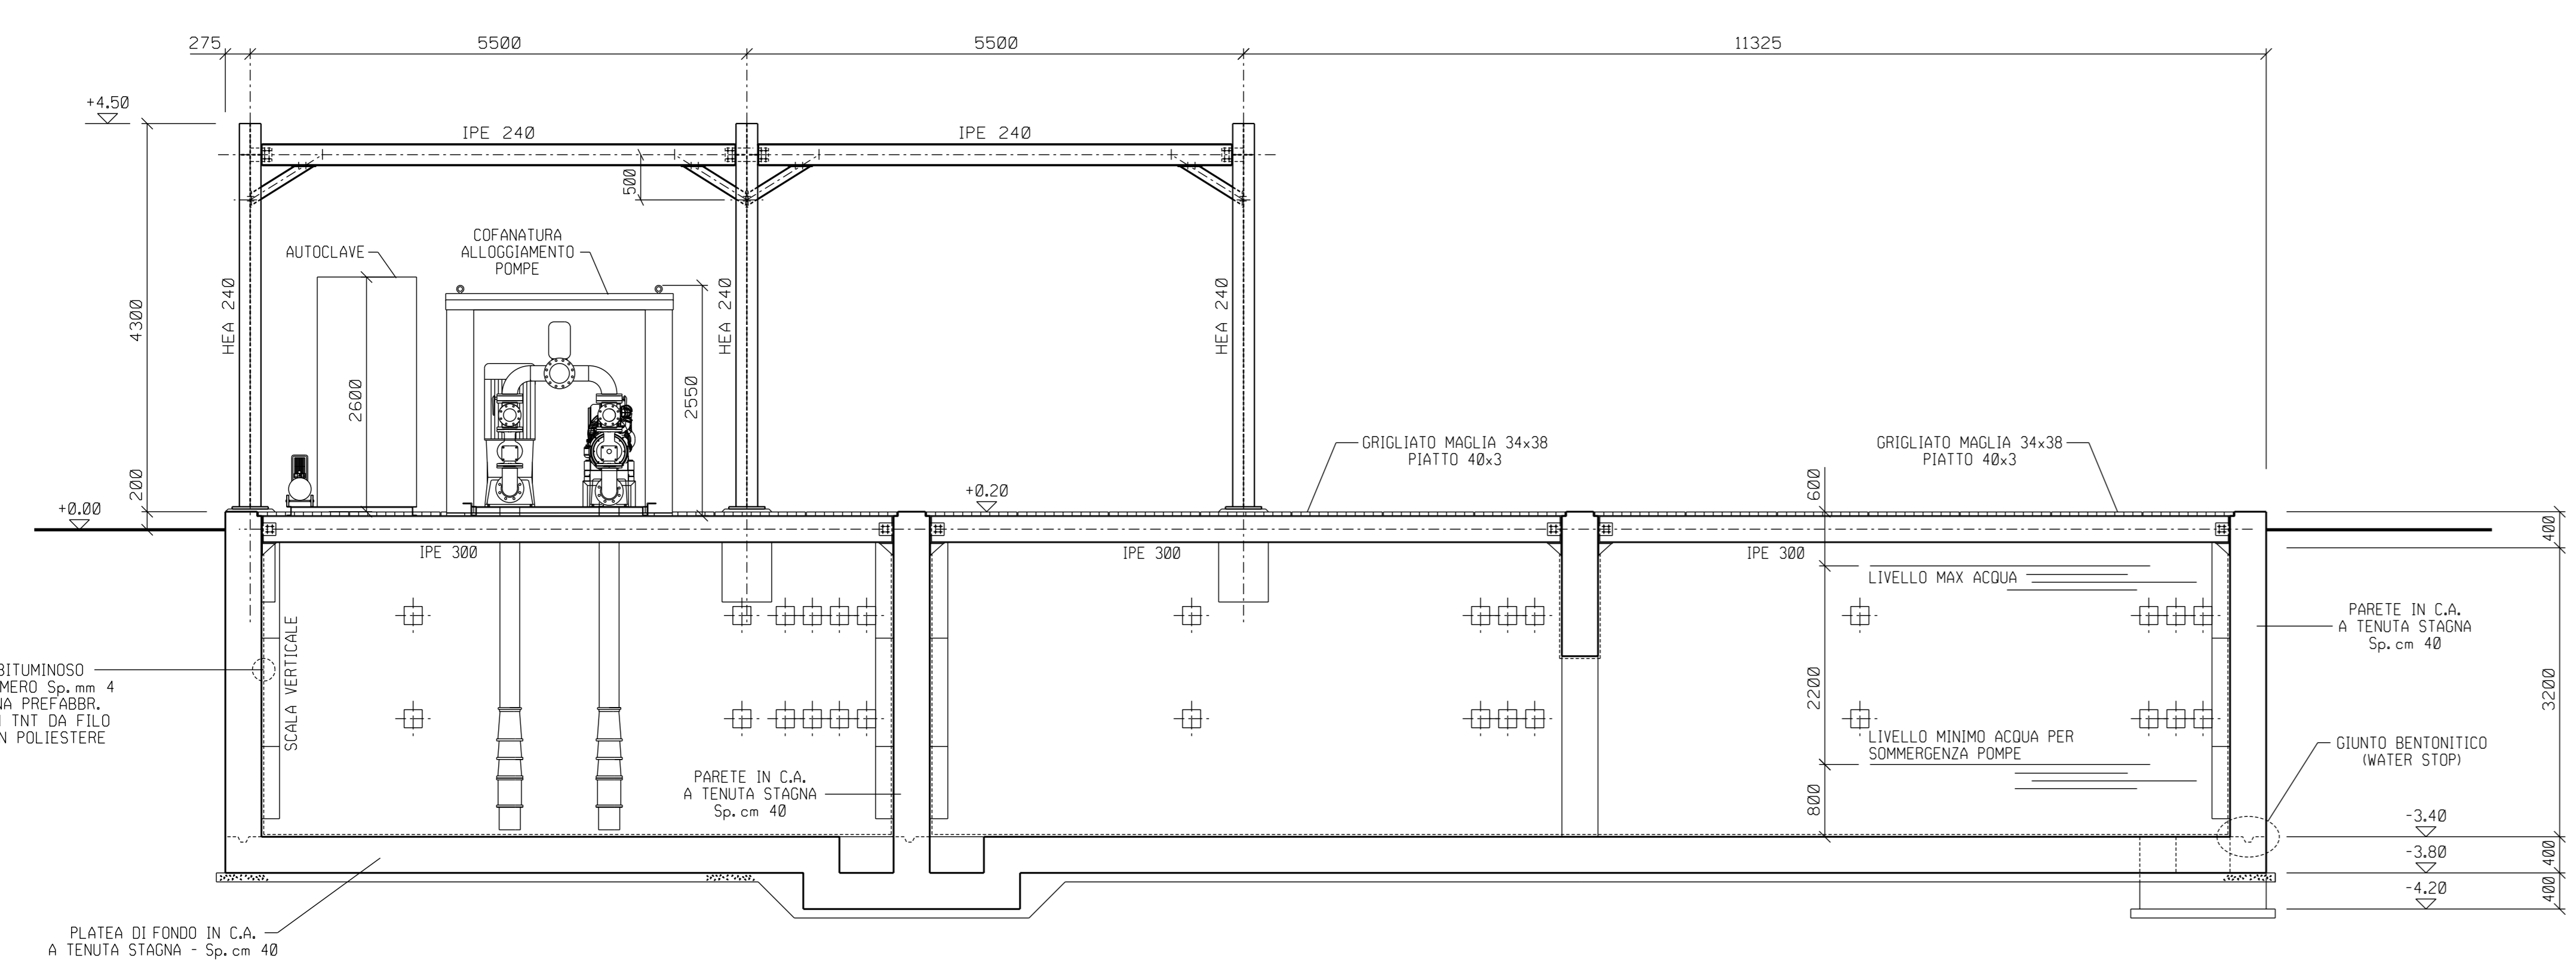 275
5500
5500
11325
+4.50
IPE 240
IPE 240
500
COFANATURA
ALLOGGIAMENTO
POMPE
AUTOCLAVE
HEA 240
HEA 240
HEA 240
4300
2600
2550
200
+0.00
+0.20
GRIGLIATO MAGLIA 34x38
PIATTO 40x3
GRIGLIATO MAGLIA 34x38
PIATTO 40x3
600
400
IPE 300
IPE 300
IPE 300
LIVELLO MAX ACQUA
PARETE IN C.A.
A TENUTA STAGNA
Sp.cm 40
SCALA VERTICALE
BITUMINOSO
MERO Sp.mm 4
NA PREFABBR.
TNT DA FILO
N POLIESTERE
2200
3200
LIVELLO MINIMO ACQUA PER
SOMMERGENZA POMPE
GIUNTO BENTONITICO
(WATER STOP)
PARETE IN C.A.
A TENUTA STAGNA
Sp.cm 40
800
-3.40
-3.80
400
-4.20
400
PLATEA DI FONDO IN C.A.
A TENUTA STAGNA - Sp.cm 40